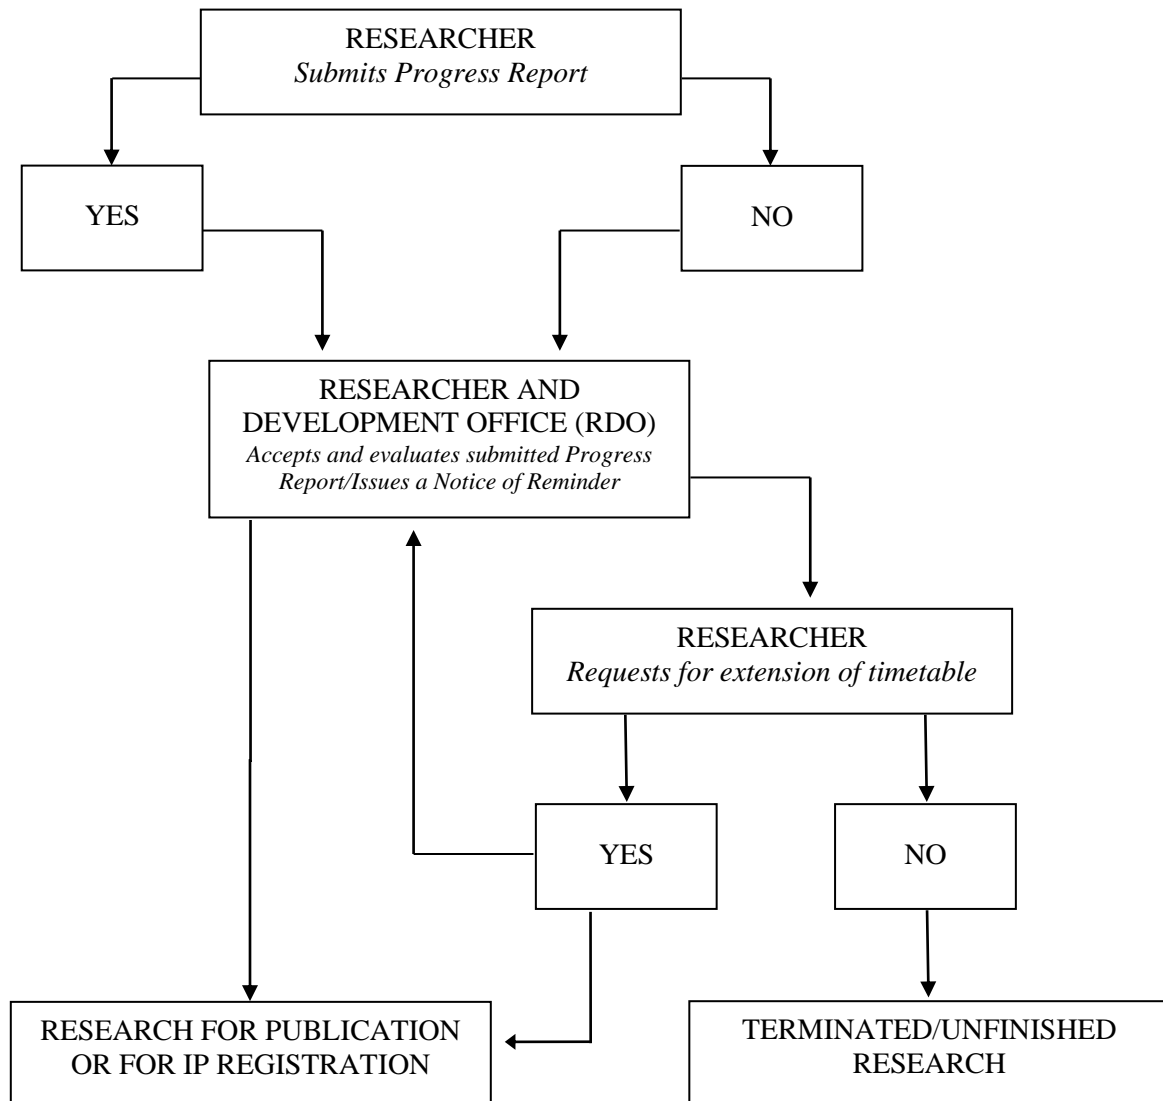 RESEARCHER
Submits Progress Report
YES
NO
RESEARCHER AND
DEVELOPMENT OFFICE (RDO)
Accepts and evaluates submitted Progress
Report/Issues a Notice of Reminder
RESEARCHER
Requests for extension of timetable
YES
NO
RESEARCH FOR PUBLICATION
OR FOR IP REGISTRATION
TERMINATED/UNFINISHED
RESEARCH